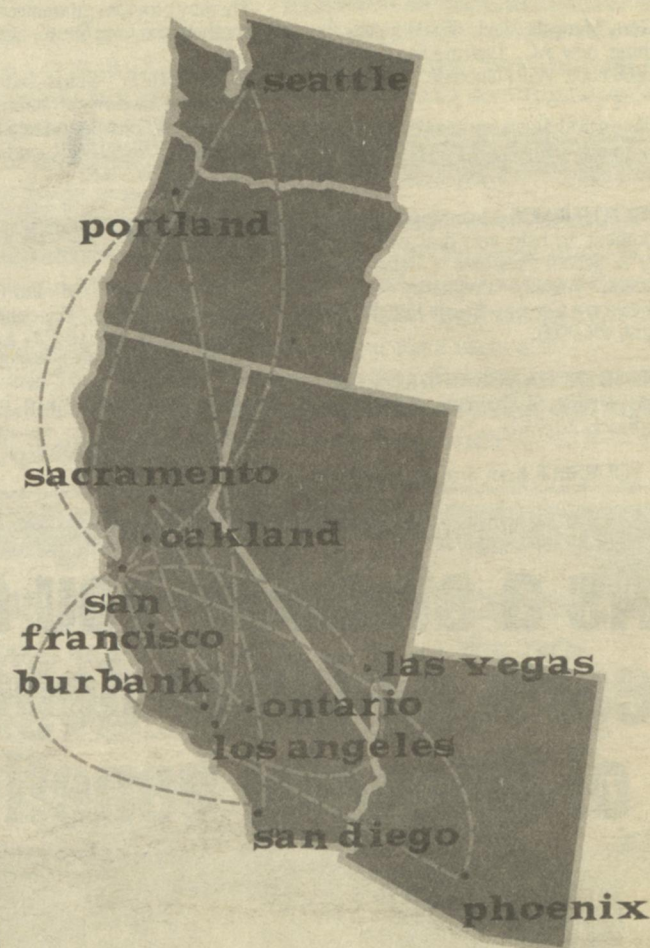 seattle
portland
sacramento
oakland
san
francisco
las vegas
burbank
ontario
los angeles
san diego
phoenix